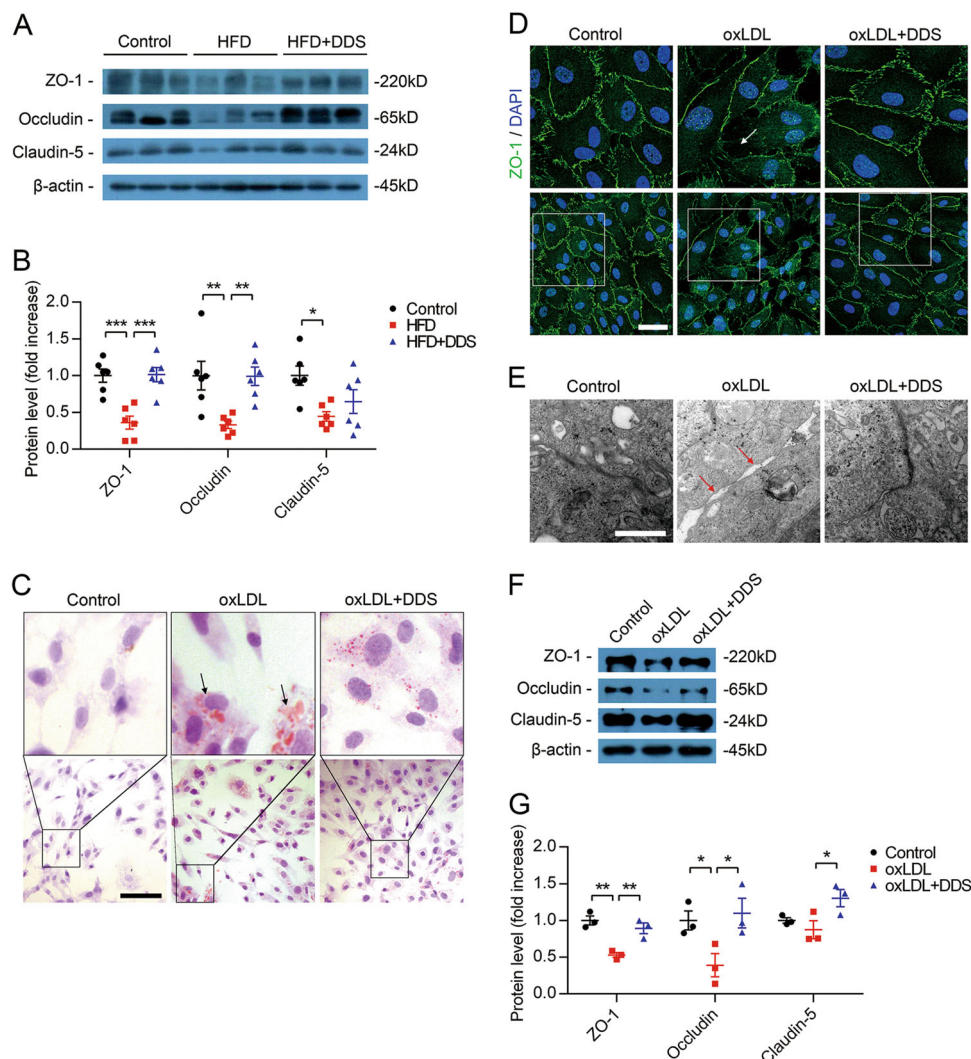 A
Control HFD HFD+DDS
ZO-1 - -220kD
Occludin - -65kD
Claudin-5 - -24kD
β-actin - -45kD
B
Protein level (fold increase)
2.0
1.5
1.0
0.5
0.0
*** *** ** ** *
Control
HFD
HFD+DDS
ZO-1
Occludin
Claudin-5
C
Control oxLDL oxLDL+DDS
D
Control oxLDL oxLDL+DDS
ZO-1 / DAPI
E
Control oxLDL oxLDL+DDS
F
Control oxLDL oxLDL+DDS
ZO-1 - -220kD
Occludin - -65kD
Claudin-5 - -24kD
β-actin - -45kD
G
Protein level (fold increase)
2.0
1.5
1.0
0.5
0.0
** ** * * *
Control
oxLDL
oxLDL+DDS
ZO-1
Occludin
Claudin-5